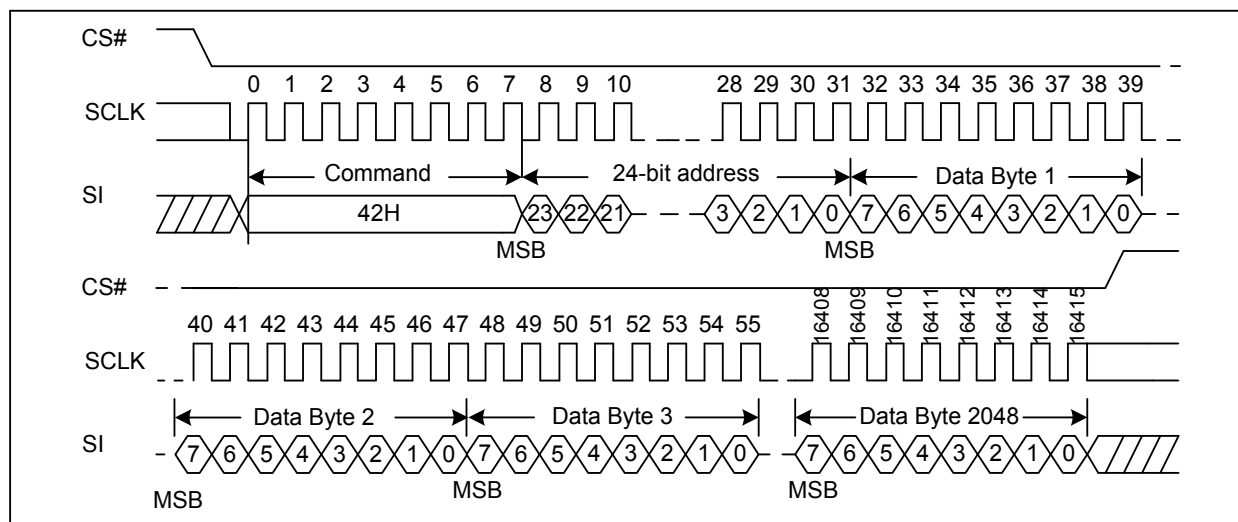 CS#
0 1 2 3 4 5 6 7 8 9 10 28 29 30 31 32 33 34 35 36 37 38 39
SCLK
Command 24-bit address Data Byte 1
SI
42H 23 22 21 3 2 1 0 7 6 5 4 3 2 1 0
MSB MSB
CS#
40 41 42 43 44 45 46 47 48 49 50 51 52 53 54 55 16408 16409 16410 16411 16412 16413 16414 16415
SCLK
Data Byte 2 Data Byte 3 Data Byte 2048
SI
7 6 5 4 3 2 1 0 7 6 5 4 3 2 1 0 7 6 5 4 3 2 1 0
MSB MSB MSB